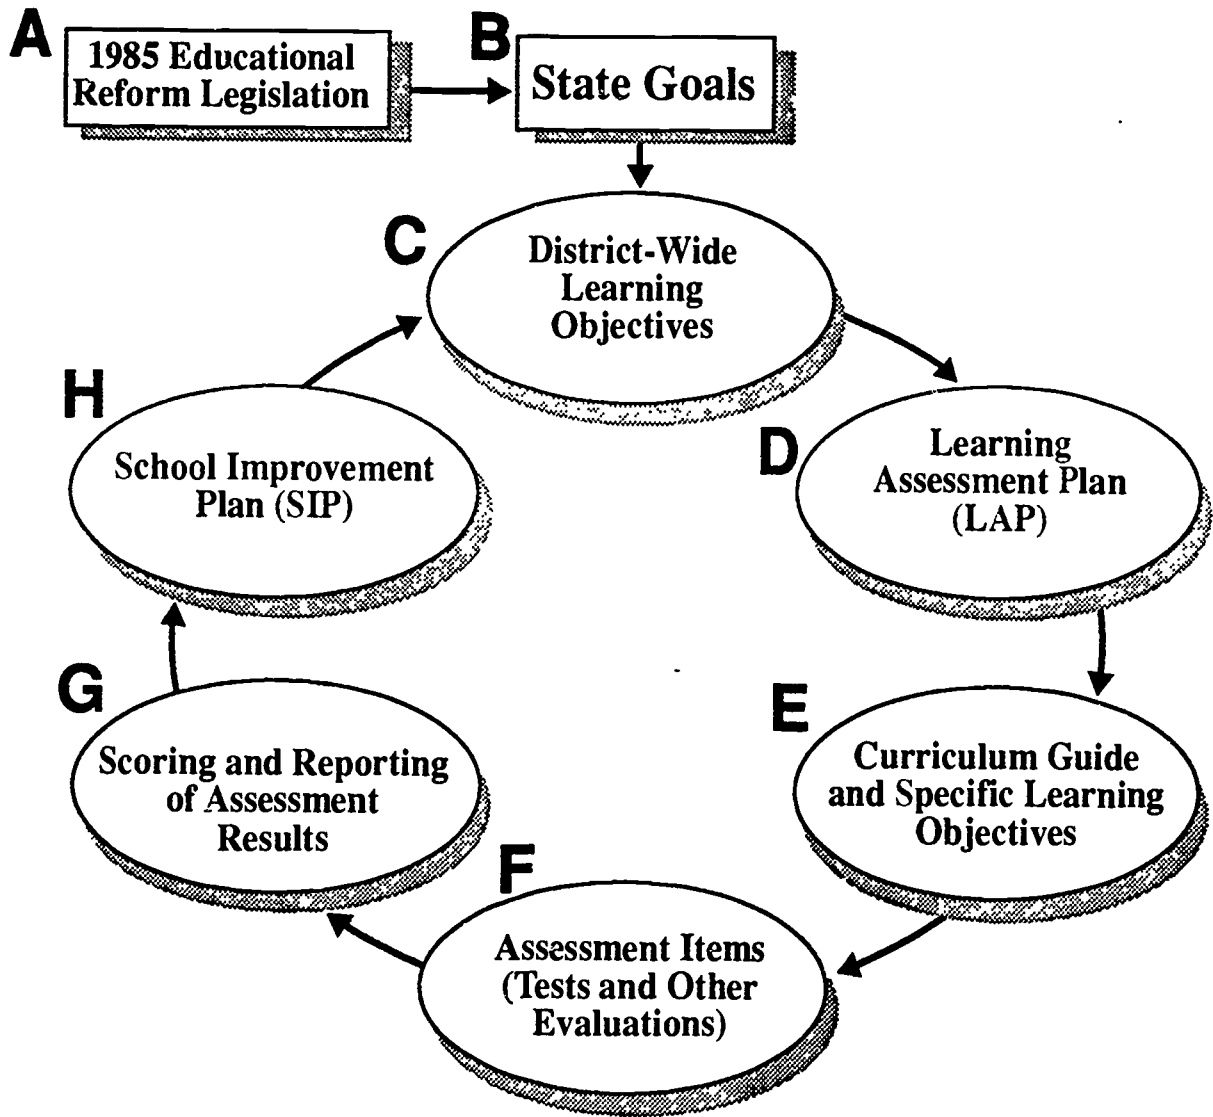 A
1985 Educational
Reform Legislation
B
State Goals
C
District-Wide
Learning
Objectives
D
Learning
Assessment Plan
(LAP)
E
Curriculum Guide
and Specific Learning
Objectives
F
Assessment Items
(Tests and Other
Evaluations)
G
Scoring and Reporting
of Assessment
Results
H
School Improvement
Plan (SIP)